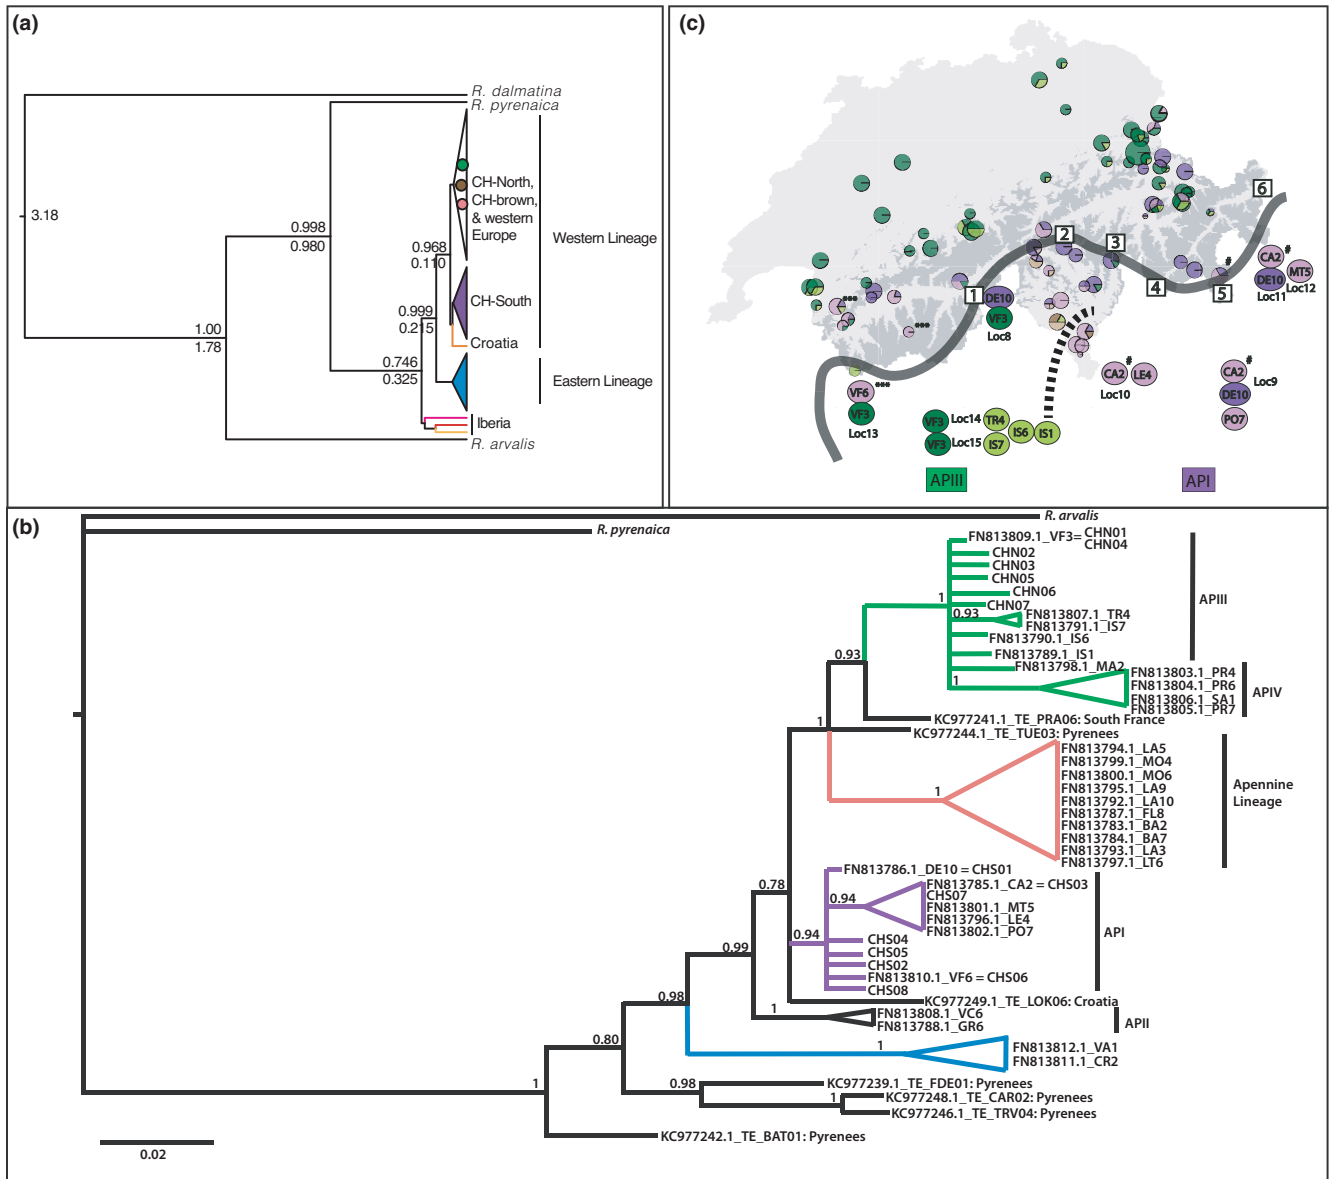 (a)
R. dalmatina
R. pyrenaica
CH-North,
CH-brown,
& western
Europe
Western Lineage
3.18
0.998
0.980
0.968
0.110
CH-South
0.999
0.215
Croatia
1.00
1.78
0.746
0.325
Eastern Lineage
Iberia
R. arvalis
(c)
6
2
3
1
4
5
#
***
***
DE10
VF3
Loc8
CA2
#
DE10
MT5
Loc11
Loc12
VF6
***
VF3
Loc13
CA2
#
LE4
Loc10
CA2
#
Loc9
DE10
PO7
VF3
Loc14
TR4
VF3
Loc15
IS7
IS6
IS1
APIII
API
(b)
R. arvalis
R. pyrenaica
FN813809.1_VF3= CHN01
CHN04
CHN02
CHN03
CHN05
CHN06
CHN07
1
0.93
FN813807.1_TR4
FN813791.1_IS7
FN813790.1_IS6
FN813789.1_IS1
FN813798.1_MA2
APIII
0.93
1
FN813803.1_PR4
FN813804.1_PR6
FN813806.1_SA1
FN813805.1_PR7
APIV
KC977241.1_TE_PRA06: South France
1
KC977244.1_TE_TUE03: Pyrenees
FN813794.1_LA5
FN813799.1_MO4
FN813800.1_MO6
FN813795.1_LA9
FN813792.1_LA10
FN813787.1_FL8
FN813783.1_BA2
FN813784.1_BA7
FN813793.1_LA3
FN813797.1_LT6
1
Apennine
Lineage
FN813786.1_DE10 = CHS01
0.78
0.94
FN813785.1_CA2 = CHS03
CHS07
FN813801.1_MT5
FN813796.1_LE4
FN813802.1_PO7
0.94
CHS04
CHS05
CHS02
FN813810.1_VF6 = CHS06
CHS08
API
0.99
KC977249.1_TE_LOK06: Croatia
0.98
1
FN813808.1_VC6
FN813788.1_GR6
APII
0.80
1
FN813812.1_VA1
FN813811.1_CR2
1
0.98
KC977239.1_TE_FDE01: Pyrenees
1
KC977248.1_TE_CAR02: Pyrenees
KC977246.1_TE_TRV04: Pyrenees
KC977242.1_TE_BAT01: Pyrenees
0.02